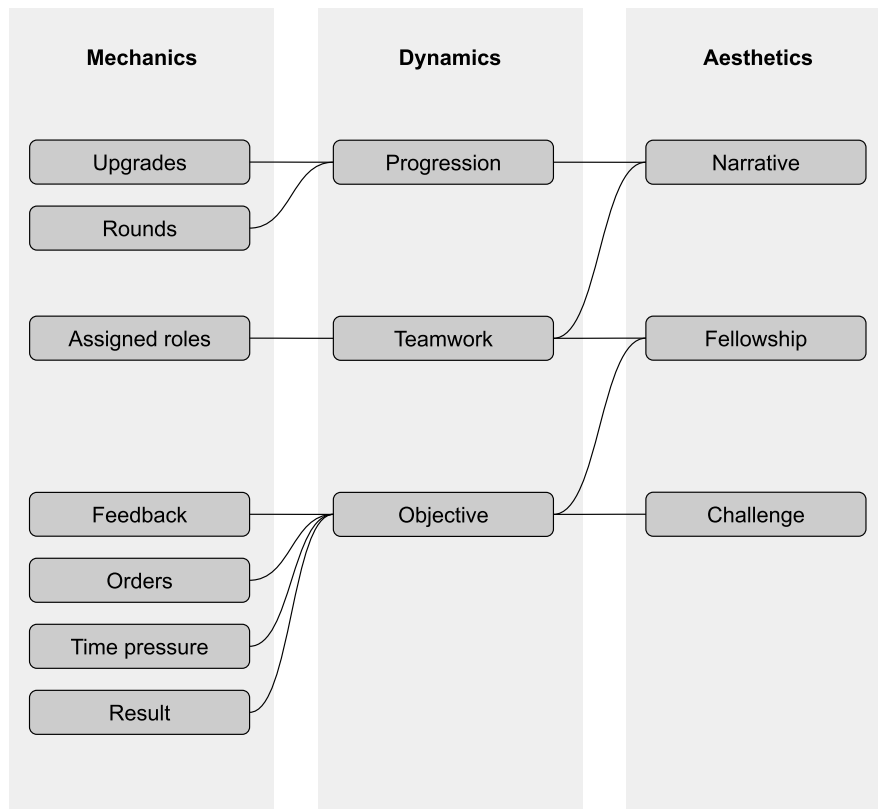 Mechanics
Dynamics
Aesthetics
Upgrades
Progression
Narrative
Rounds
Assigned roles
Teamwork
Fellowship
Feedback
Objective
Challenge
Orders
Time pressure
Result